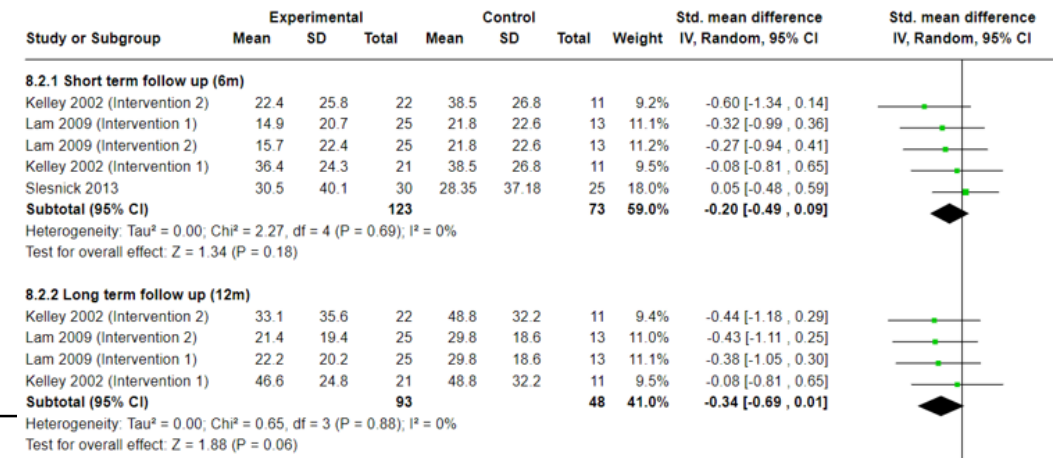 Experimental Control Std. mean difference Std. mean difference
Study or Subgroup Mean SD Total Mean SD Total Weight IV, Random, 95% CI IV, Random, 95% CI
8.2.1 Short term follow up (6m)
Kelley 2002 (Intervention 2) 22.4 25.8 22 38.5 26.8 11 9.2% -0.60 [-1.34 , 0.14]
Lam 2009 (Intervention 1) 14.9 20.7 25 21.8 22.6 13 11.1% -0.32 [-0.99 , 0.36]
Lam 2009 (Intervention 2) 15.7 22.4 25 21.8 22.6 13 11.2% -0.27 [-0.94 , 0.41]
Kelley 2002 (Intervention 1) 36.4 24.3 21 38.5 26.8 11 9.5% -0.08 [-0.81 , 0.65]
Slesnick 2013 30.5 40.1 30 28.35 37.18 25 18.0% 0.05 [-0.48 , 0.59]
Subtotal (95% CI) 123 73 59.0% -0.20 [-0.49 , 0.09]
Heterogeneity: Tau² = 0.00; Chi² = 2.27, df = 4 (P = 0.69); I² = 0%
Test for overall effect: Z = 1.34 (P = 0.18)
8.2.2 Long term follow up (12m)
Kelley 2002 (Intervention 2) 33.1 35.6 22 48.8 32.2 11 9.4% -0.44 [-1.18 , 0.29]
Lam 2009 (Intervention 2) 21.4 19.4 25 29.8 18.6 13 11.0% -0.43 [-1.11 , 0.25]
Lam 2009 (Intervention 1) 22.2 20.2 25 29.8 18.6 13 11.1% -0.38 [-1.05 , 0.30]
Kelley 2002 (Intervention 1) 46.6 24.8 21 48.8 32.2 11 9.5% -0.08 [-0.81 , 0.65]
Subtotal (95% CI) 93 48 41.0% -0.34 [-0.69 , 0.01]
Heterogeneity: Tau² = 0.00; Chi² = 0.65, df = 3 (P = 0.88); I² = 0%
Test for overall effect: Z = 1.88 (P = 0.06)